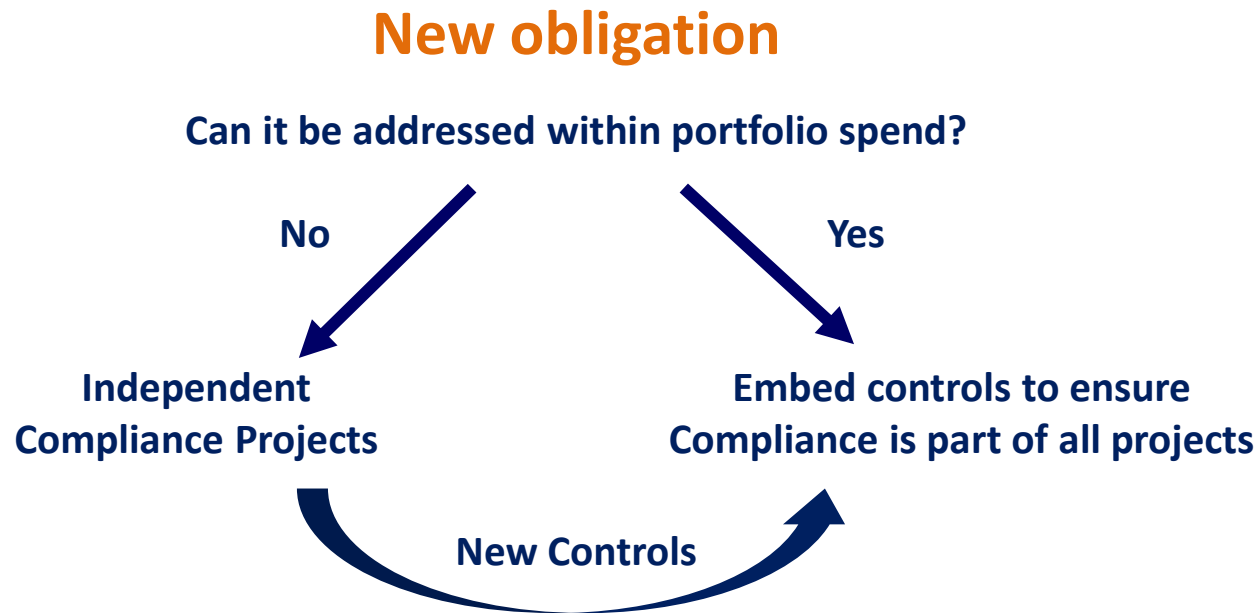 New obligation
Can it be addressed within portfolio spend?
No
Yes
Independent
Compliance Projects
Embed controls to ensure
Compliance is part of all projects
New Controls